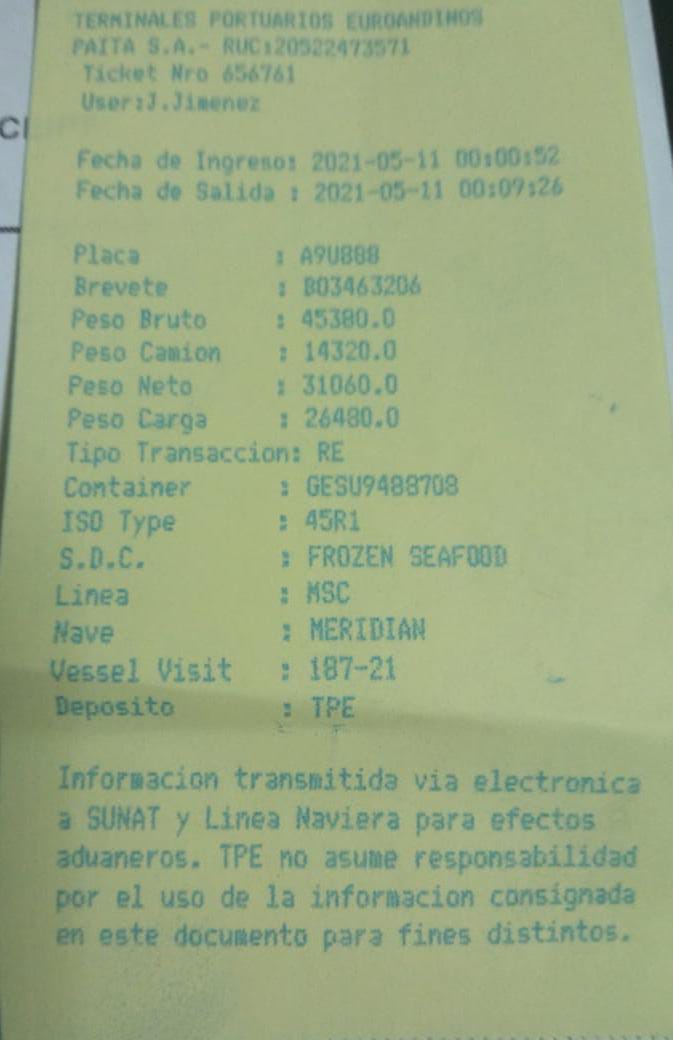 TERMINALES PORTUARIOS EUROANDINOS
PAITA S.A.- RUC:20522473571
Ticket Nro 656761
User:J.Jimenez
Fecha de Ingreso: 2021-05-11 00:00:52
Fecha de Salida : 2021-05-11 00:09:26
Placa : A9U888
Brevete : B03463206
Peso Bruto : 45380.0
Peso Camion : 14320.0
Peso Neto : 31060.0
Peso Carga : 26480.0
Tipo Transaccion: RE
Container : GESU9488708
ISO Type : 45R1
S.D.C. : FROZEN SEAFOOD
Linea : MSC
Nave : MERIDIAN
Vessel Visit : 187-21
Deposito : TPE
Informacion transmitida via electronica
a SUNAT y Linea Naviera para efectos
aduaneros. TPE no asume responsabilidad
por el uso de la informacion consignada
en este documento para fines distintos.